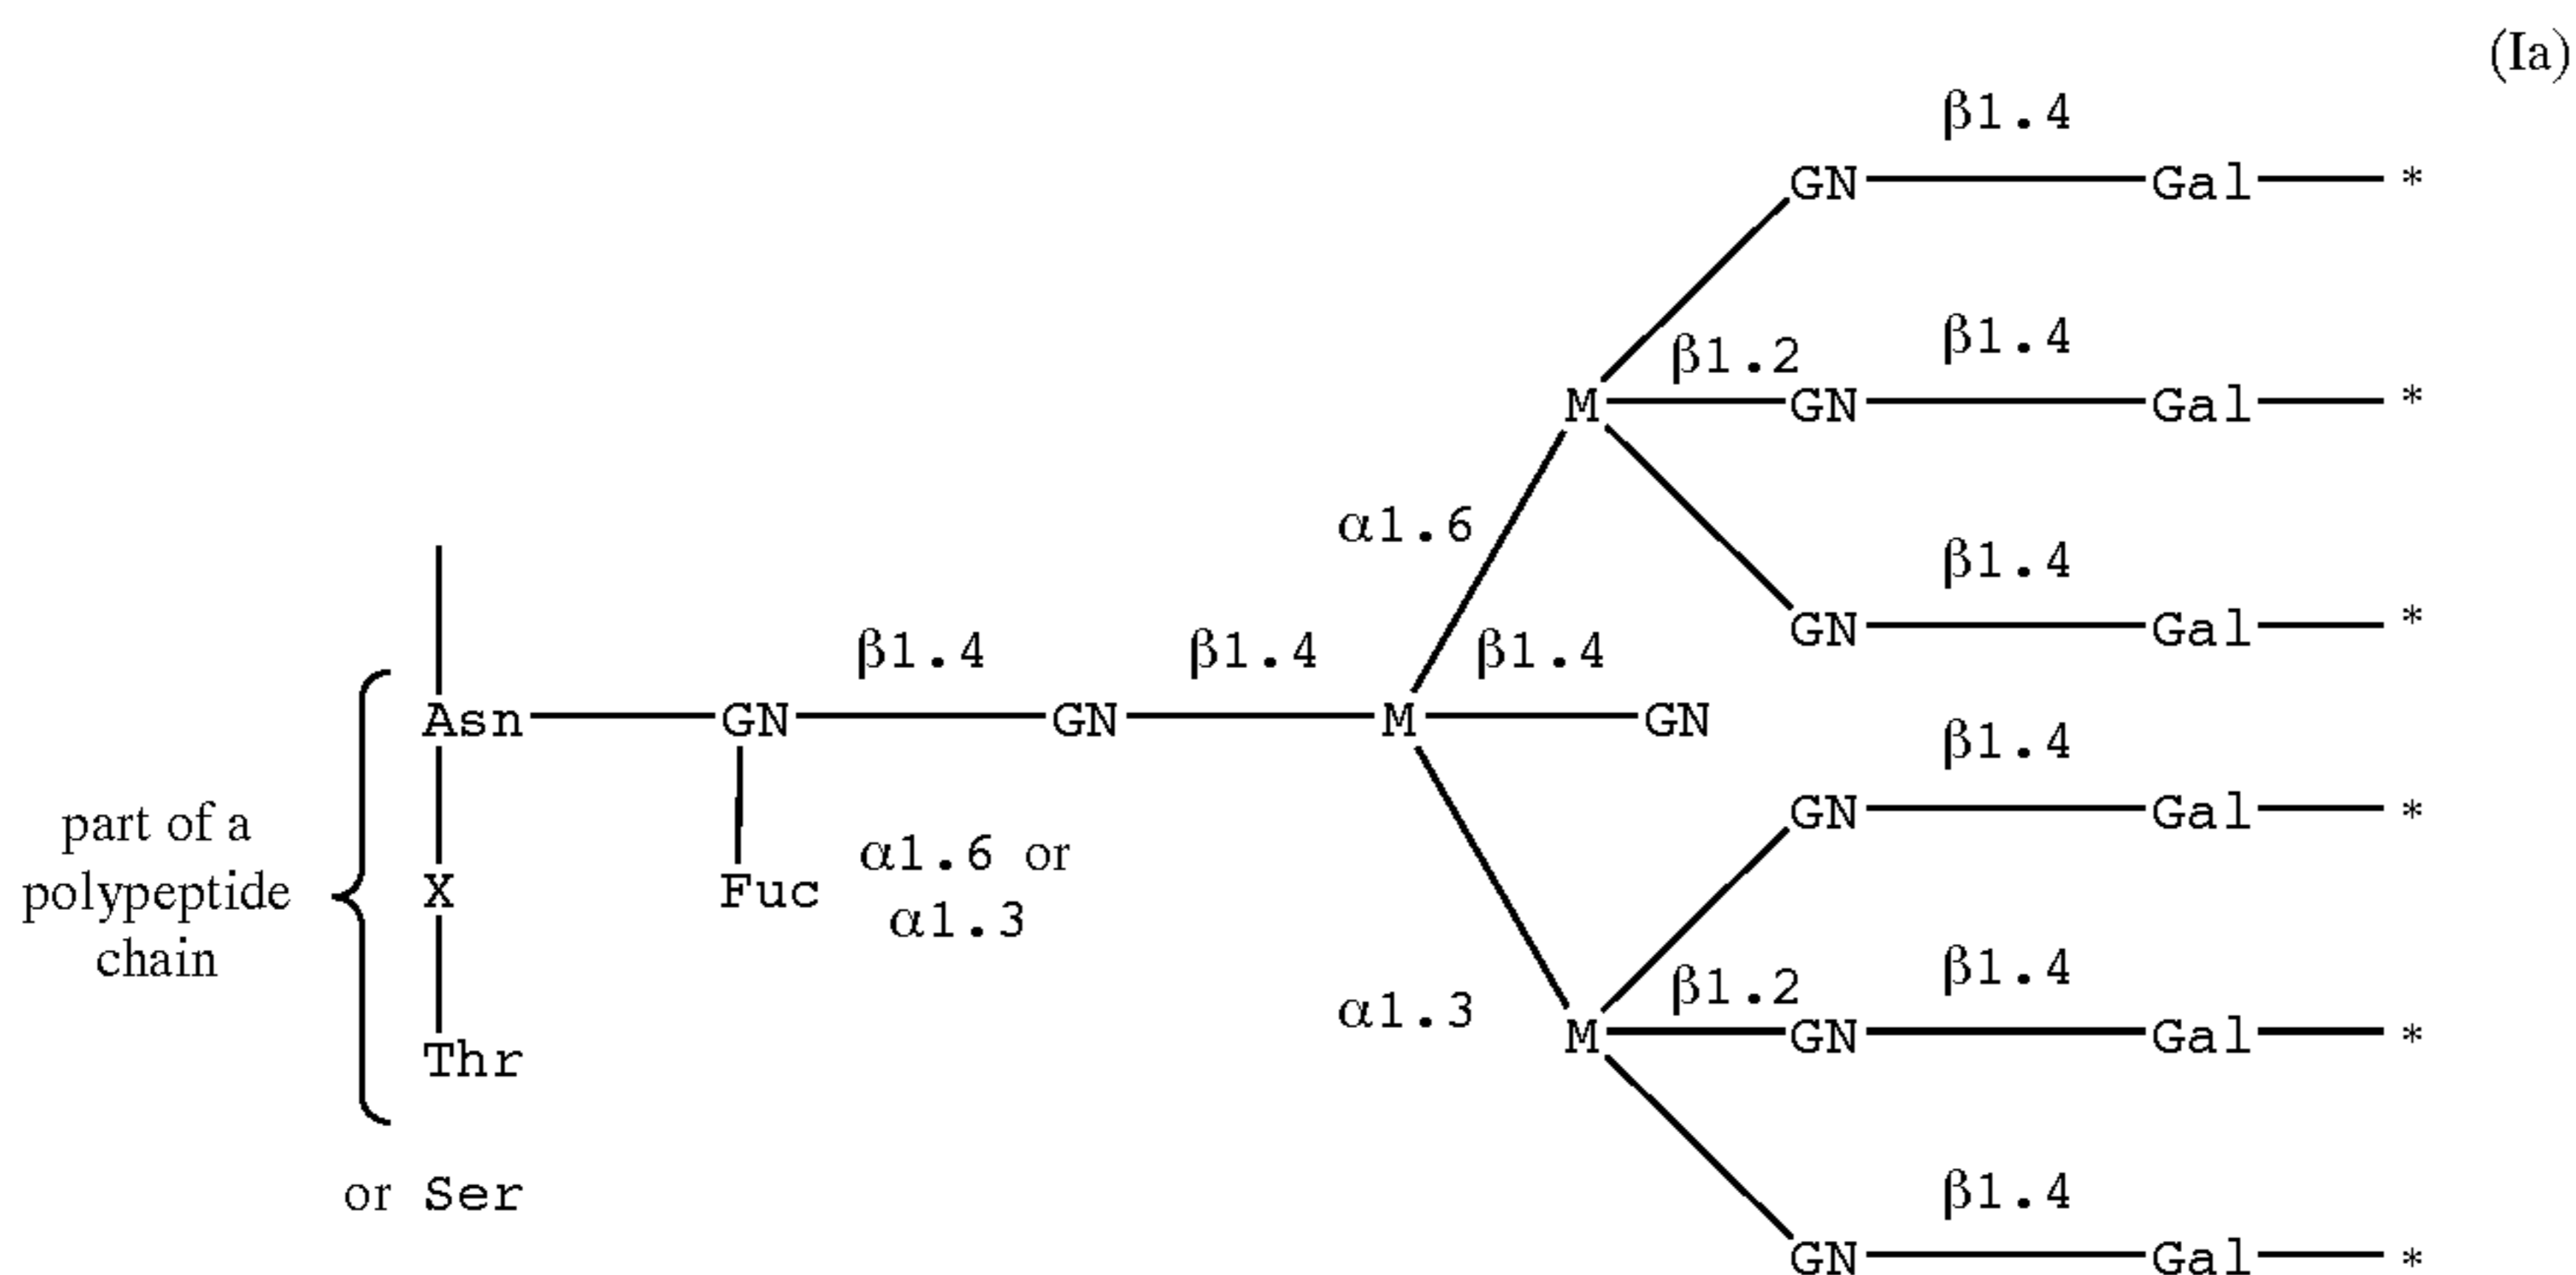 (Ia)
β1.4
GN Gal *
β1.2 β1.4
M GN Gal *
α1.6 β1.4
GN Gal *
β1.4 β1.4 β1.4
Asn GN GN M GN
β1.4
GN Gal *
part of a
polypeptide
chain
X Fuc α1.6 or
α1.3
α1.3 β1.2 β1.4
M GN Gal *
Thr
or Ser β1.4
GN Gal *